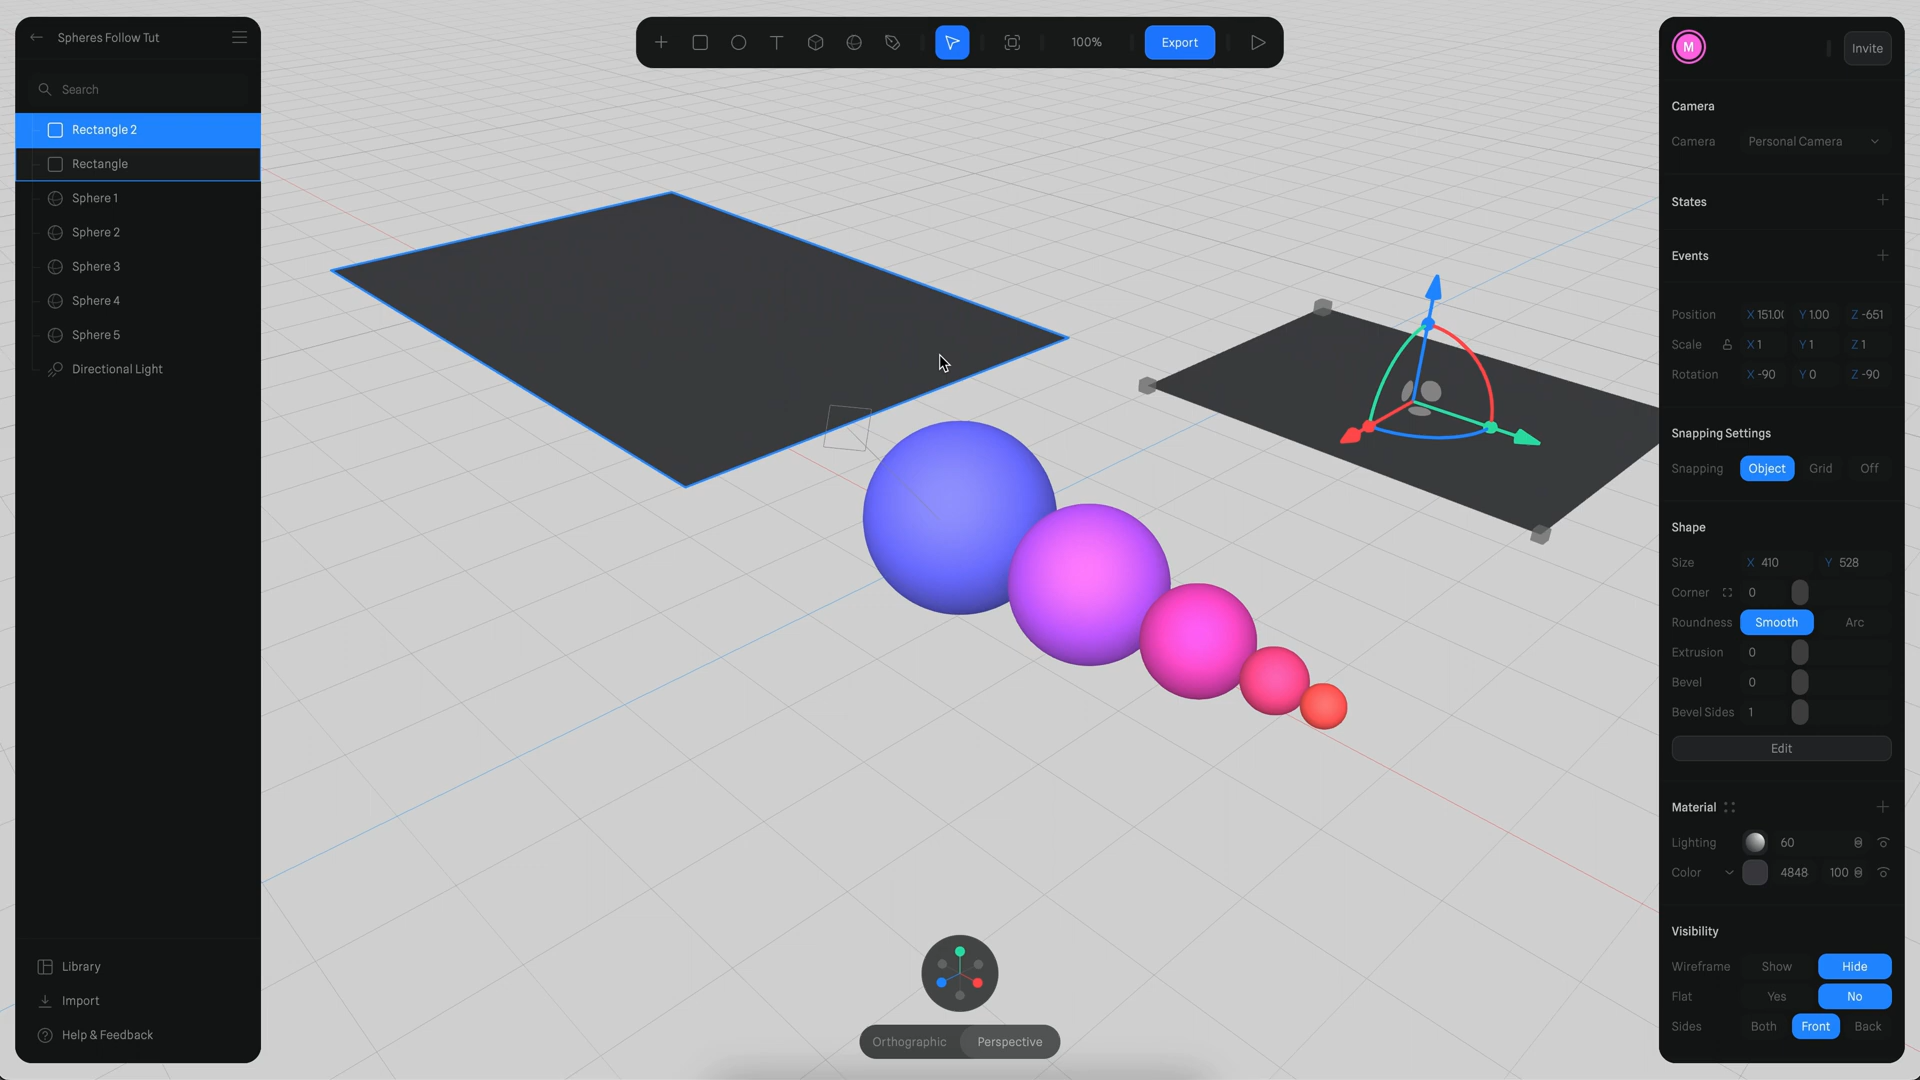 Spheres Follow Tut
Search
Rectangle 2
Rectangle
Sphere 1
Sphere 2
Sphere 3
Sphere 4
Sphere 5
Directional Light
Library
Import
Help & Feedback
100%
Export
Orthographic
Perspective
M
Invite
Camera
Camera Personal Camera
States
Events
Position X 151.00 Y 1.00 Z -651
Scale X 1 Y 1 Z 1
Rotation X -90 Y 0 Z -90
Snapping Settings
Snapping Object Grid Off
Shape
Size X 410 Y 528
Corner 0
Roundness Smooth Arc
Extrusion 0
Bevel 0
Bevel Sides 1
Edit
Material
Lighting 60
Color 4848 100
Visibility
Wireframe Show Hide
Flat Yes No
Sides Both Front Back